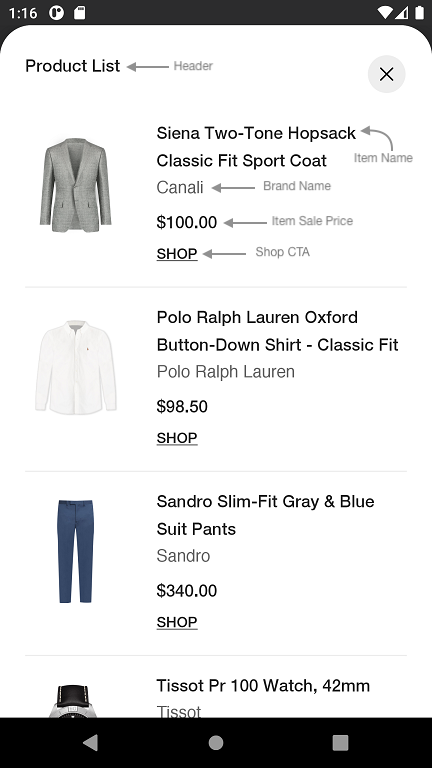 1:16
Product List
Header
Siena Two-Tone Hopsack
Classic Fit Sport Coat
Item Name
Canali
Brand Name
$100.00
Item Sale Price
SHOP
Shop CTA
Polo Ralph Lauren Oxford
Button-Down Shirt - Classic Fit
Polo Ralph Lauren
$98.50
SHOP
Sandro Slim-Fit Gray & Blue
Suit Pants
Sandro
$340.00
SHOP
Tissot Pr 100 Watch, 42mm
Tissot